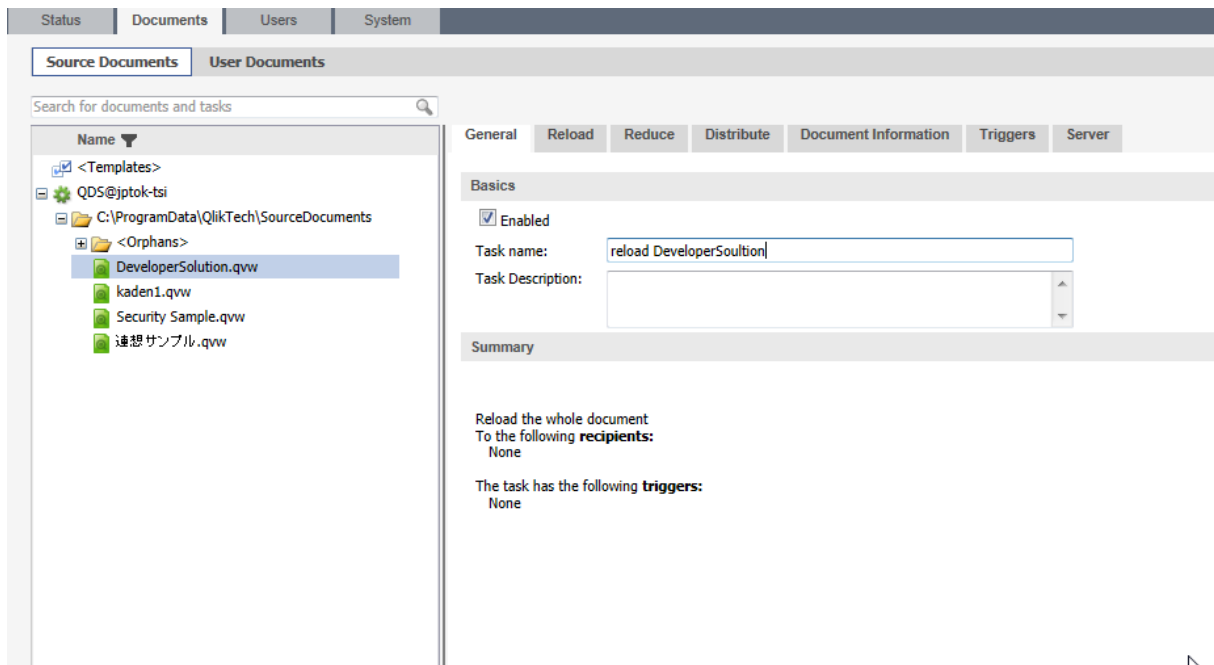 Status Documents Users System
Source Documents User Documents
Search for documents and tasks
Name
<Templates>
QDS@jptok-tsi
C:\ProgramData\QlikTech\SourceDocuments
<Orphans>
DeveloperSolution.qvw
kaden1.qvw
Security Sample.qvw
連想サンプル.qvw
General Reload Reduce Distribute Document Information Triggers Server
Basics
Enabled
Task name: reload DeveloperSoultion
Task Description:
Summary
Reload the whole document
To the following recipients:
None
The task has the following triggers:
None